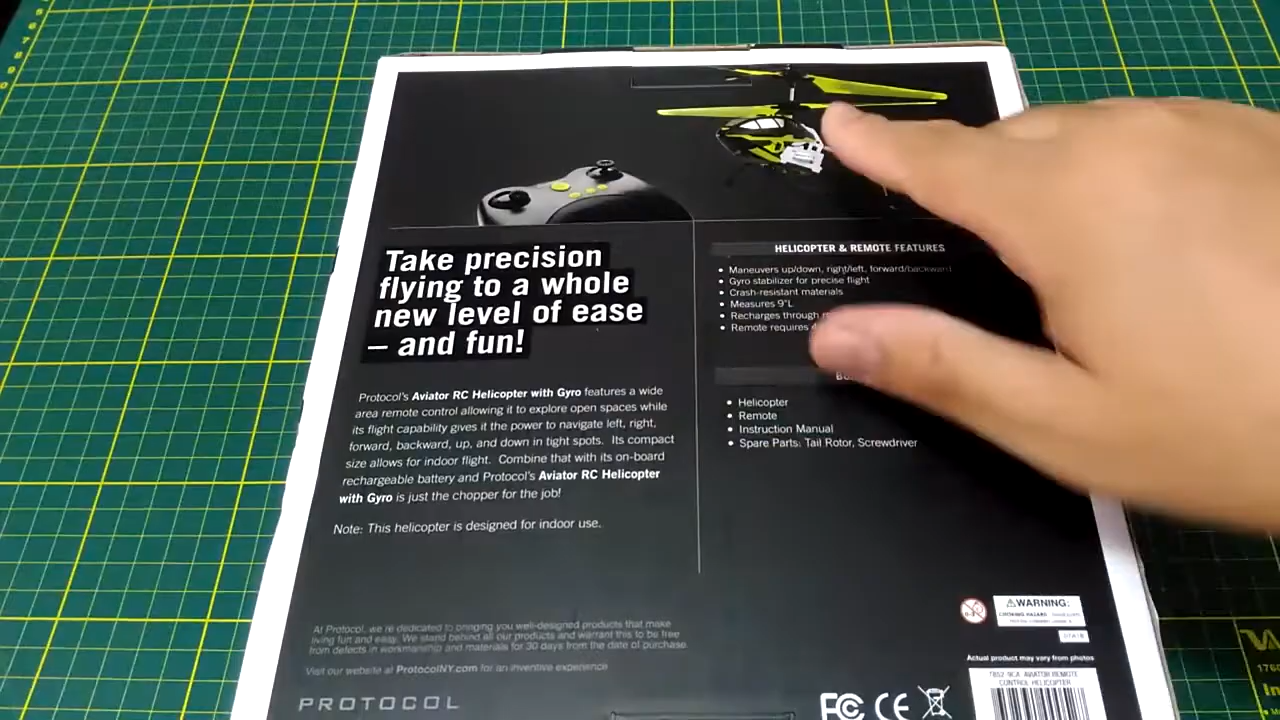 Take precision
flying to a whole
new level of ease
– and fun!
Protocol's Aviator RC Helicopter with Gyro features a wide
area remote control allowing it to explore open spaces while
its flight capability gives it the power to navigate left, right,
forward, backward, up, and down in tight spots. Its compact
size allows for indoor flight. Combine that with its on-board
rechargeable battery and Protocol's Aviator RC Helicopter
with Gyro is just the chopper for the job!
Note: This helicopter is designed for indoor use.
At Protocol, we're dedicated to bringing you well-designed products that make
living fun and easy. We stand behind all our products and warrant this to be free
from defects in workmanship and materials for 30 days from the date of purchase.
Visit our website at ProtocolNY.com for an inventive experience
PROTOCOL
HELICOPTER & REMOTE FEATURES
• Maneuvers up/down, right/left, forward/backward
• Gyro stabilizer for precise flight
• Crash-resistant materials
• Measures 9"L
• Recharges through
• Remote requires
• Helicopter
• Remote
• Instruction Manual
• Spare Parts: Tail Rotor, Screwdriver
WARNING:
CHOKING HAZARD
Actual product may vary from photos
AVIATOR REMOTE
CONTROL HELICOPTER
FC CE